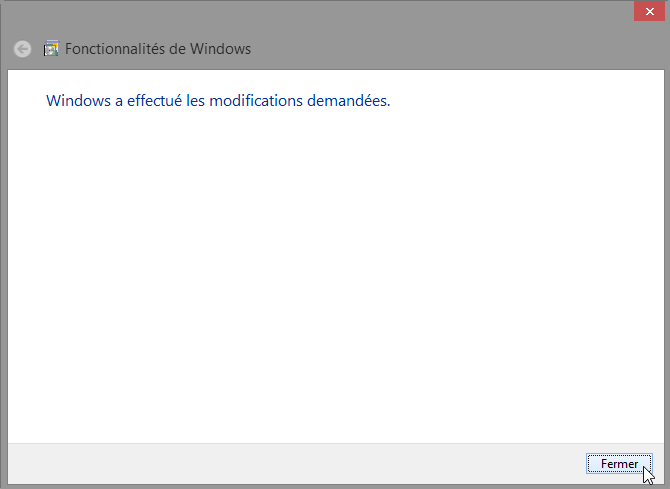 Fonctionnalités de Windows
Windows a effectué les modifications demandées.
Fermer